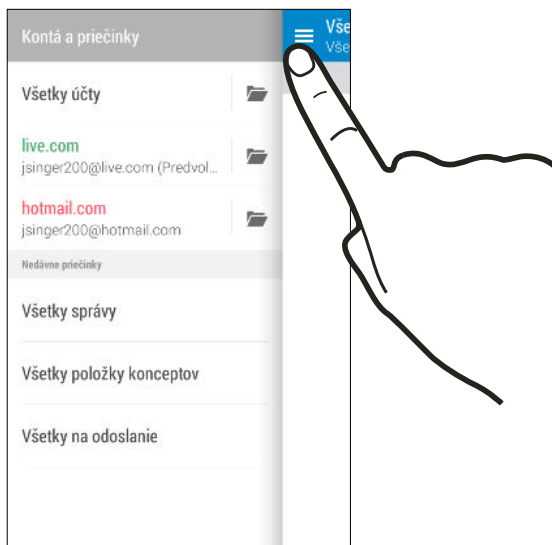 Kontá a priečinky
Vše
Vše
Všetky účty
live.com
jsinger200@live.com (Predvol...
hotmail.com
jsinger200@hotmail.com
Nedávne priečinky
Všetky správy
Všetky položky konceptov
Všetky na odoslanie